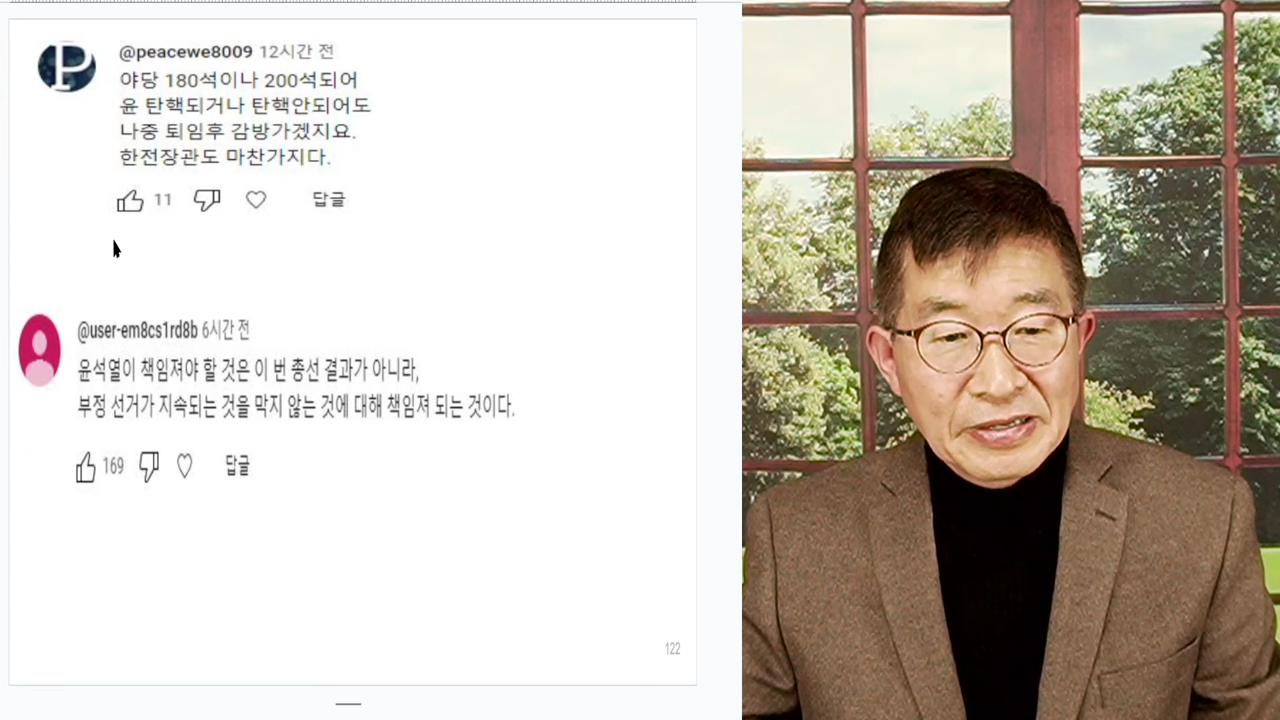 @peacewe8009 12시간 전
야당 180석이나 200석되어
윤 탄핵되거나 탄핵안되어도
나중 퇴임후 감방가겠지요.
한전장관도 마찬가지다.
11 답글
@user-em8cs1rd8b 6시간 전
윤석열이 책임져야 할 것은 이 번 총선 결과가 아니라,
부정 선거가 지속되는 것을 막지 않는 것에 대해 책임져 되는 것이다.
169 답글
122